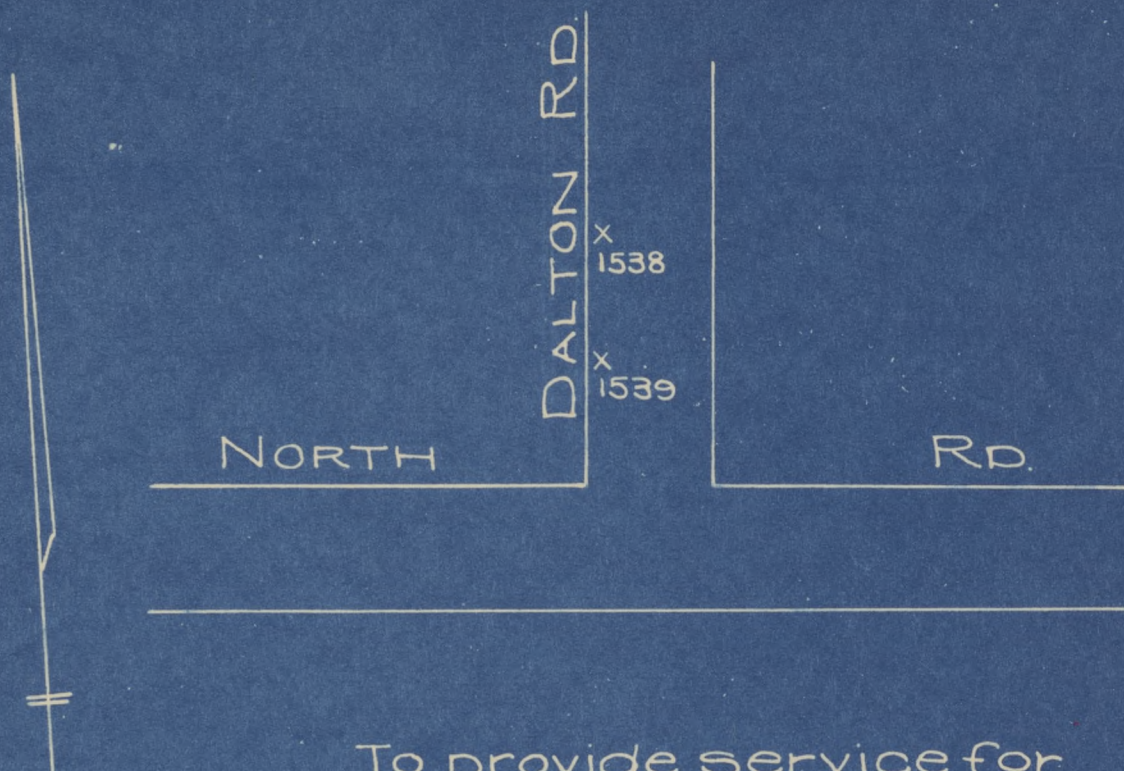 DALTON RD.
X
1538
X
1539
NORTH RD.
To provide service for